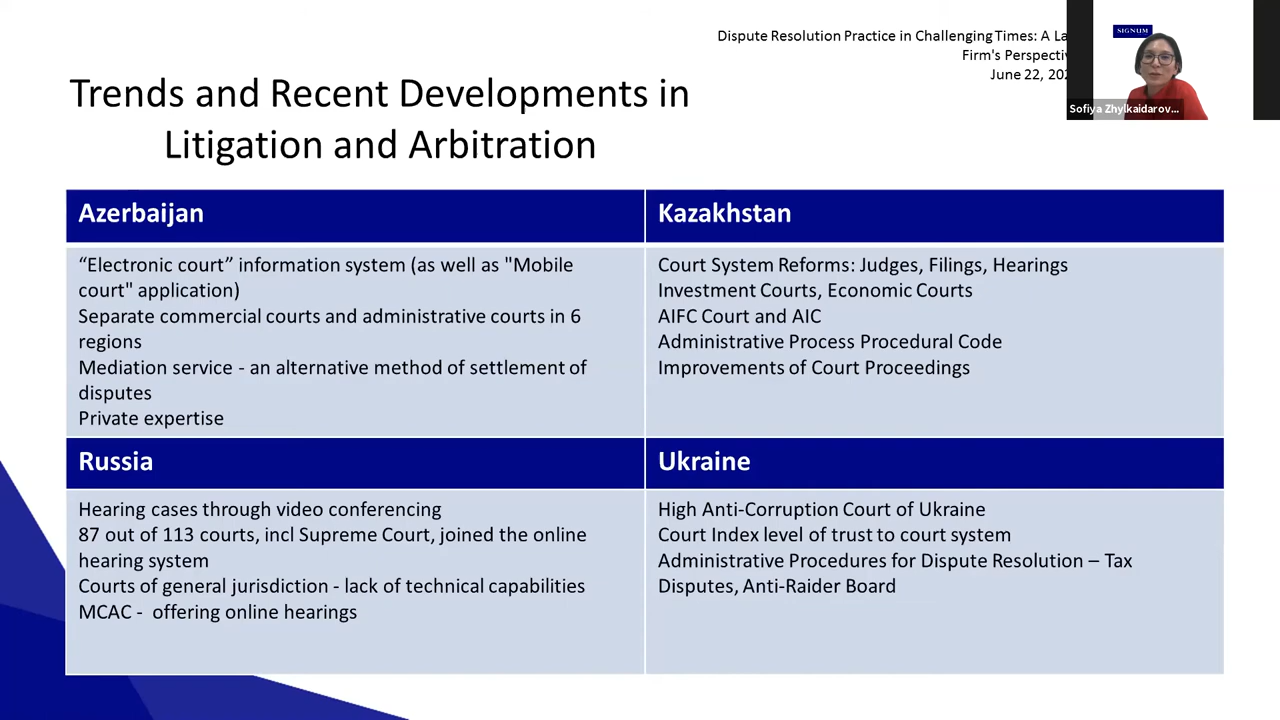 Dispute Resolution Practice in Challenging Times: A
Firm's
June 22,
SIGNUM
Sofiya Zhylkaidarov...
Trends and Recent Developments in
Litigation and Arbitration
Azerbaijan
“Electronic court” information system (as well as "Mobile
court" application)
Separate commercial courts and administrative courts in 6
regions
Mediation service - an alternative method of settlement of
disputes
Private expertise
Kazakhstan
Court System Reforms: Judges, Filings, Hearings
Investment Courts, Economic Courts
AIFC Court and AIC
Administrative Process Procedural Code
Improvements of Court Proceedings
Russia
Hearing cases through video conferencing
87 out of 113 courts, incl Supreme Court, joined the online
hearing system
Courts of general jurisdiction - lack of technical capabilities
MCAC - offering online hearings
Ukraine
High Anti-Corruption Court of Ukraine
Court Index level of trust to court system
Administrative Procedures for Dispute Resolution – Tax
Disputes, Anti-Raider Board